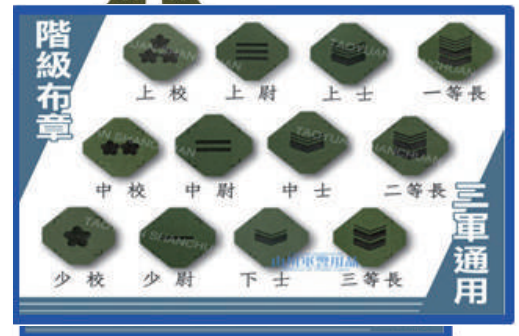 階級布章
上校 上尉 上士 一等長
中校 中尉 中士 二等長
少校 少尉 下士 三等長
三軍通用